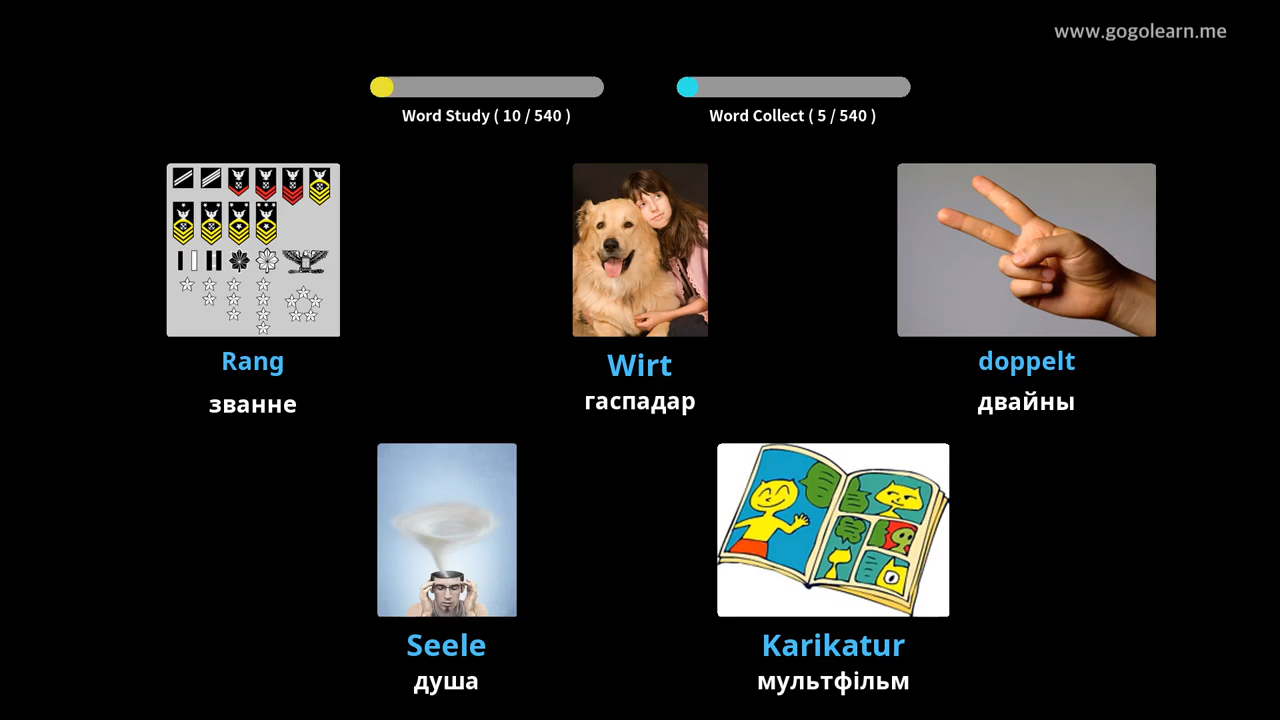 www.gogolearn.me
Word Study ( 10 / 540 )
Word Collect ( 5 / 540 )
Rang
званне
Wirt
гаспадар
doppelt
двайны
Seele
душа
Karikatur
мультфільм